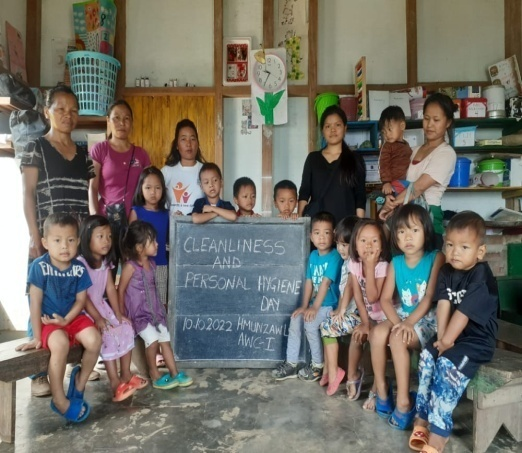 CLEANLINESS
AND
PERSONAL HYGIENE
DAY
10.10.2022 HMUNZAWL
AWC-I